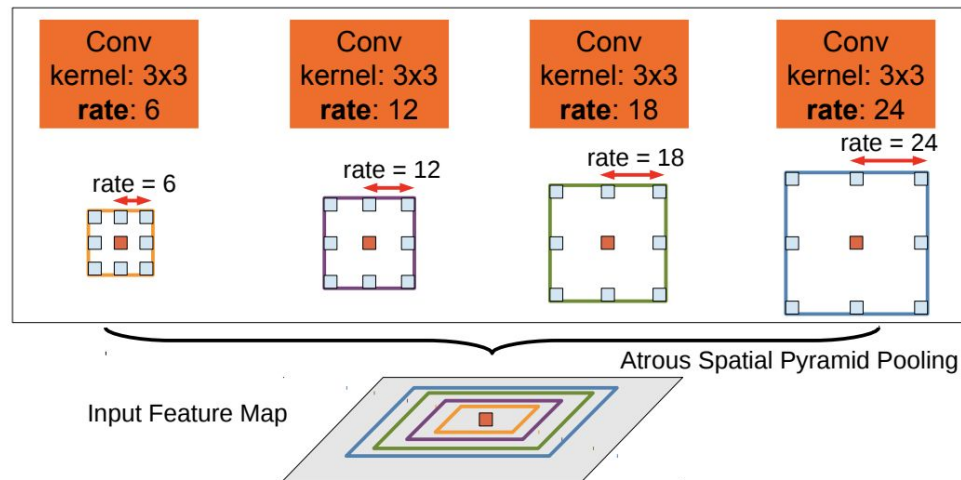 Conv
kernel: 3x3
rate: 6
Conv
kernel: 3x3
rate: 12
Conv
kernel: 3x3
rate: 18
Conv
kernel: 3x3
rate: 24
rate = 6
rate = 12
rate = 18
rate = 24
Atrous Spatial Pyramid Pooling
Input Feature Map